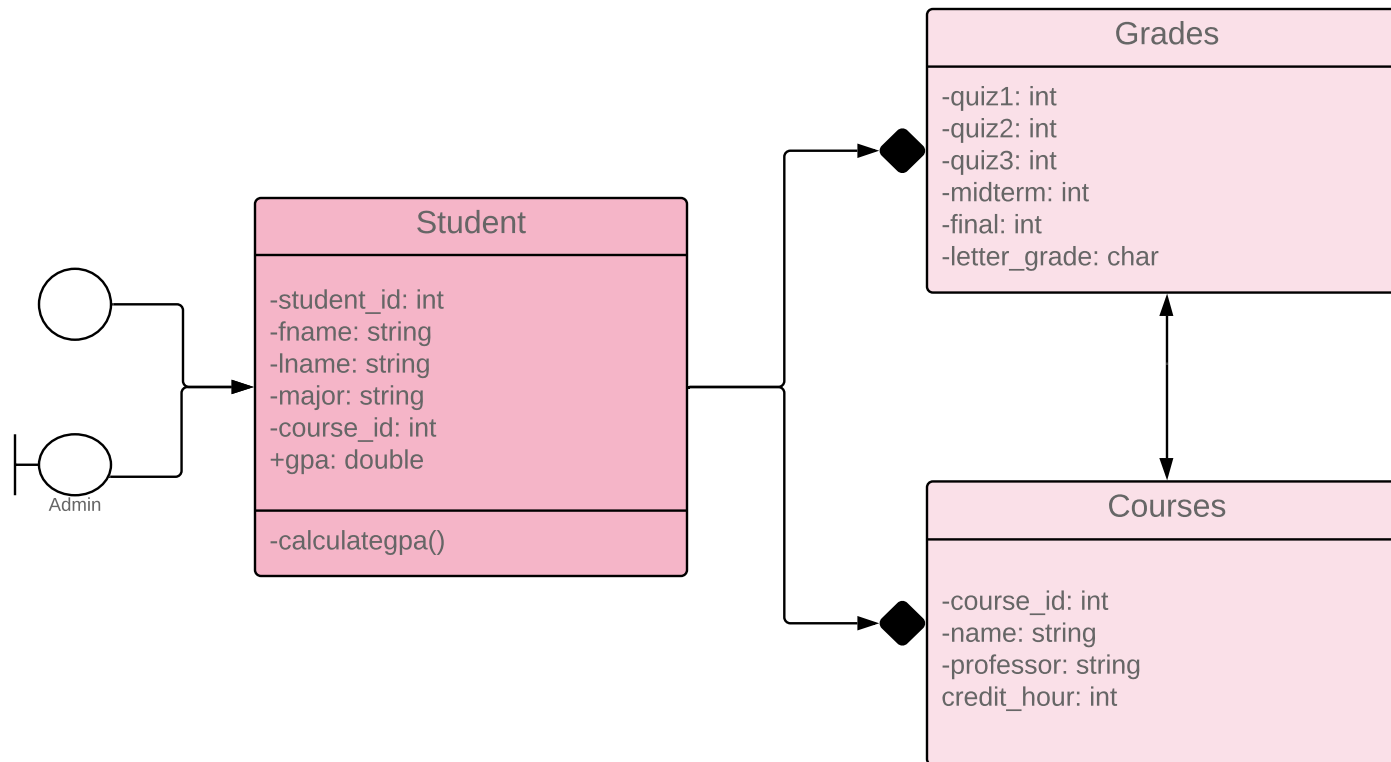 Grades
-quiz1: int
-quiz2: int
-quiz3: int
-midterm: int
-final: int
-letter_grade: char
Student
-student_id: int
-fname: string
-lname: string
-major: string
-course_id: int
+gpa: double
-calculategpa()
Admin
Courses
-course_id: int
-name: string
-professor: string
credit_hour: int